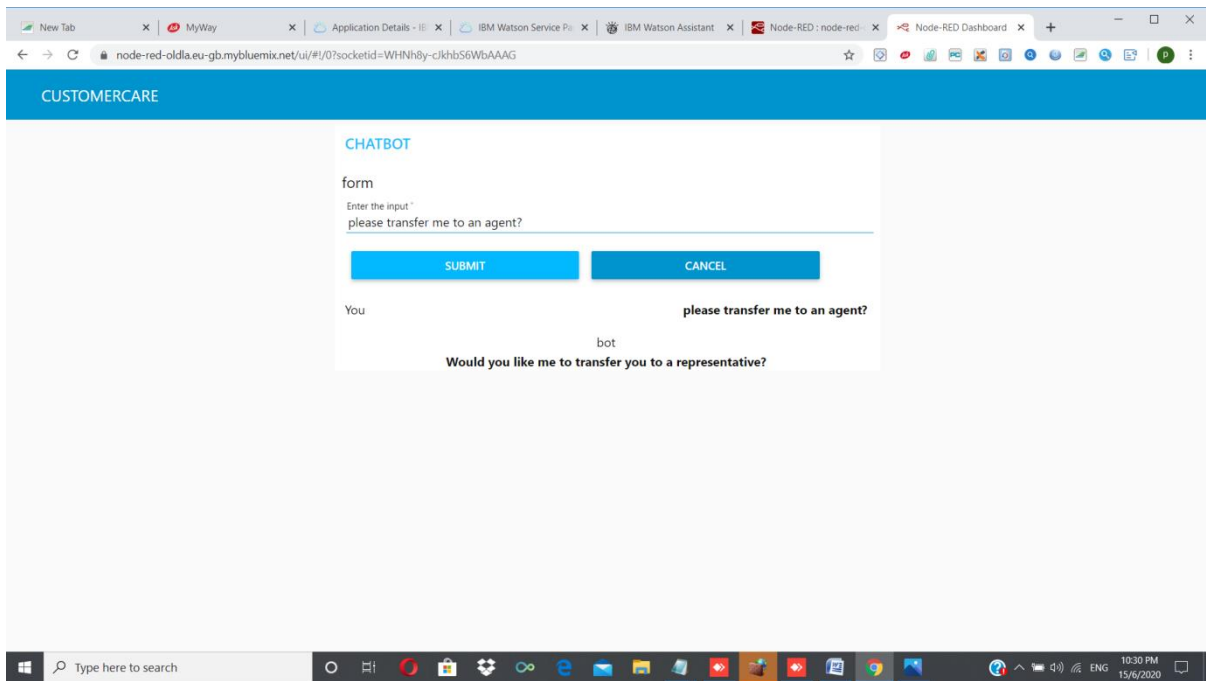 New Tab
MyWay
Application Details - IB
IBM Watson Service Pa
IBM Watson Assistant
Node-RED : node-red-
Node-RED Dashboard
node-red-oldla.eu-gb.mybluemix.net/ui/#!/0?socketid=WHNh8y-cJkhbS6WbAAAG
CUSTOMERCARE
CHATBOT
form
Enter the input *
please transfer me to an agent?
SUBMIT CANCEL
You please transfer me to an agent?
bot
Would you like me to transfer you to a representative?
Type here to search
ENG
10:30 PM
15/6/2020